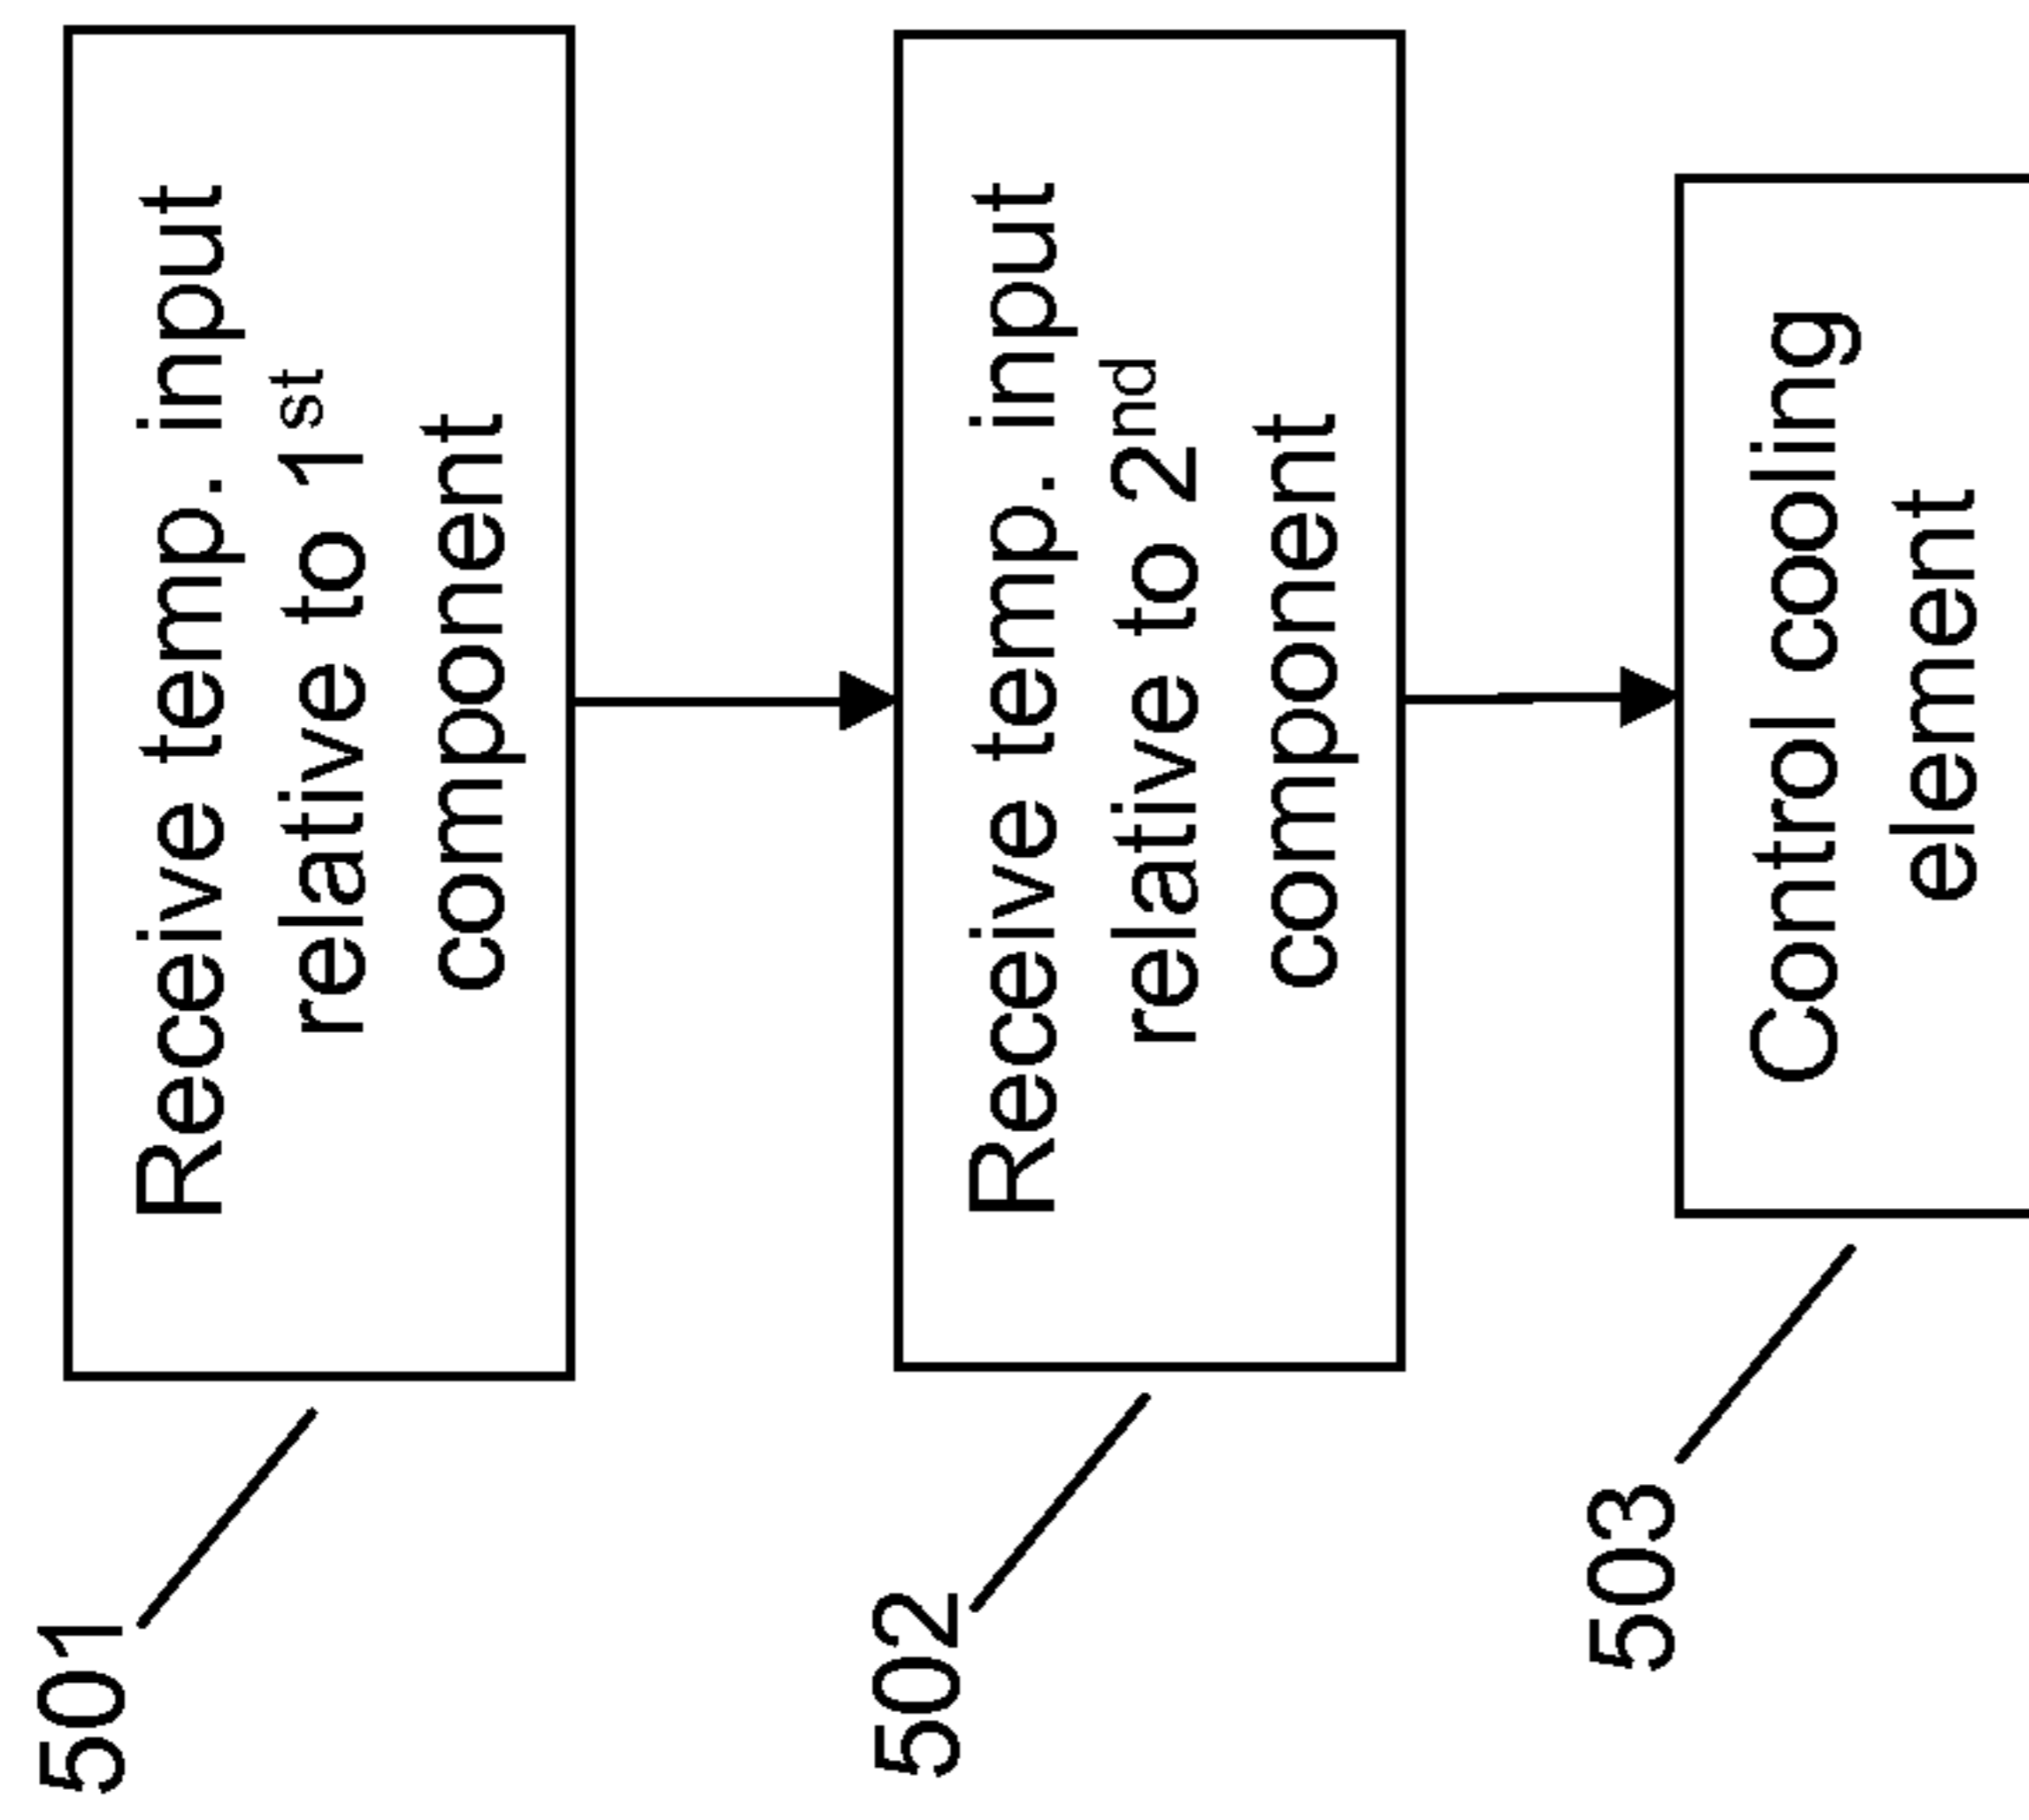 501
Receive temp. input
relative to 1st
component
502
Receive temp. input
relative to 2nd
component
503
Control cooling
element